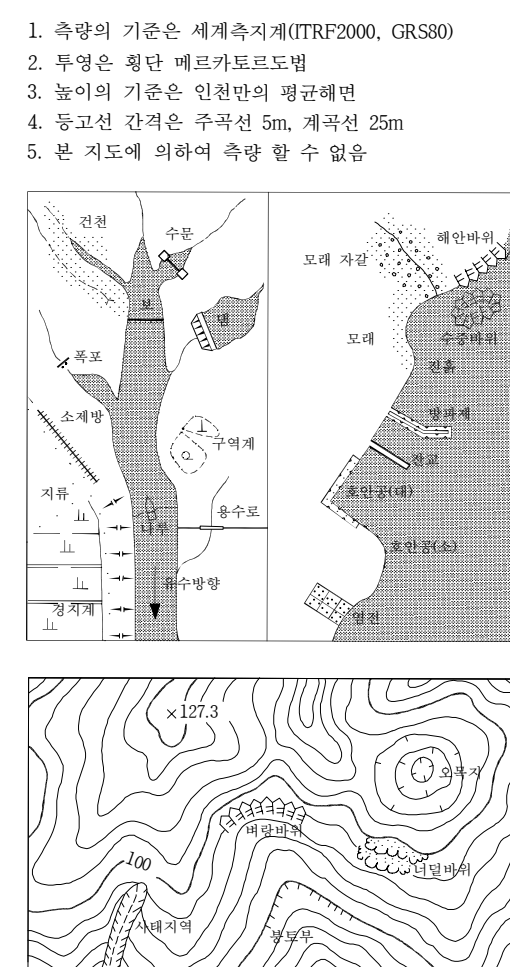 1. 측량의 기준은 세계측지계(ITRF2000, GRS80)
2. 투영은 횡단 메르카토르도법
3. 높이의 기준은 인천만의 평균해면
4. 등고선 간격은 주곡선 5m, 계곡선 25m
5. 본 지도에 의하여 측량 할 수 없음
건천
수문
보
댐
폭포
소제방
구역계
지류
용수로
나루
유수방향
경지계
해안바위
모래 자갈
모래
수중바위
진흙
방파제
잔교
호안공(대)
호안공(소)
염전
×127.3
오목지
벼랑바위
100
너덜바위
사태지역
붕토부